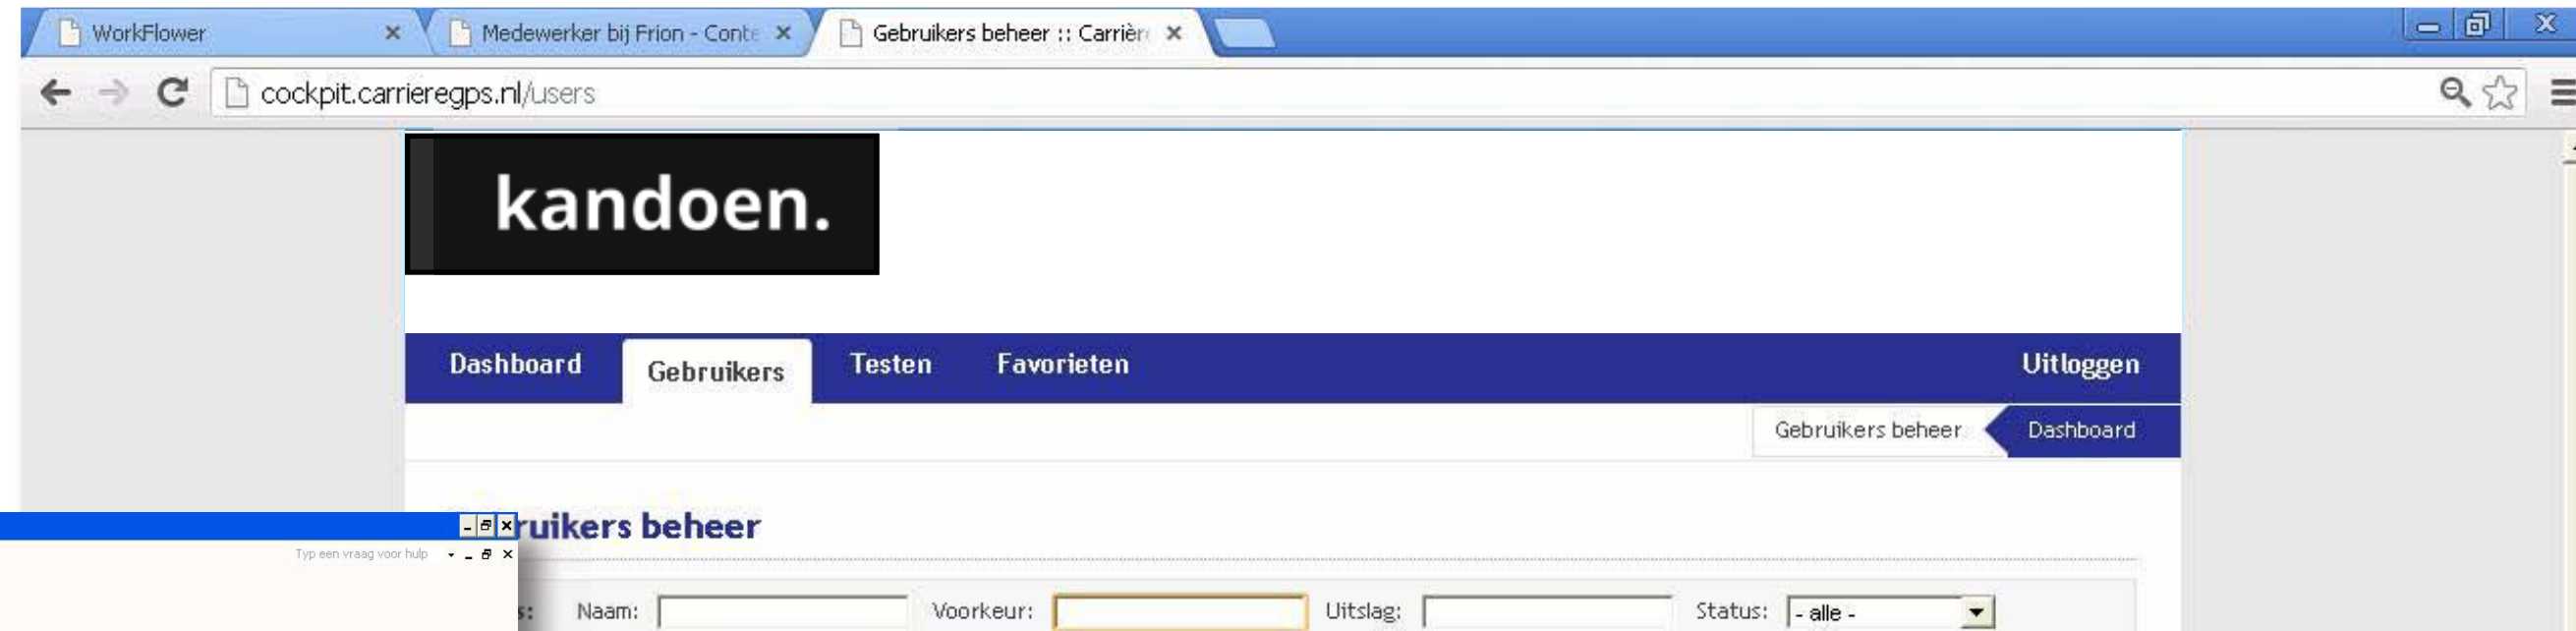 WorkFlower
Medewerker bij Frion - Conte
Gebruikers beheer :: Carrièr
cockpit.carrieregps.nl/users
kandoen.
Dashboard Gebruikers Testen Favorieten Uitloggen
Gebruikers beheer Dashboard
ruikers beheer
Typ een vraag voor hulp
s: Naam: Voorkeur: Uitslag: Status: - alle -